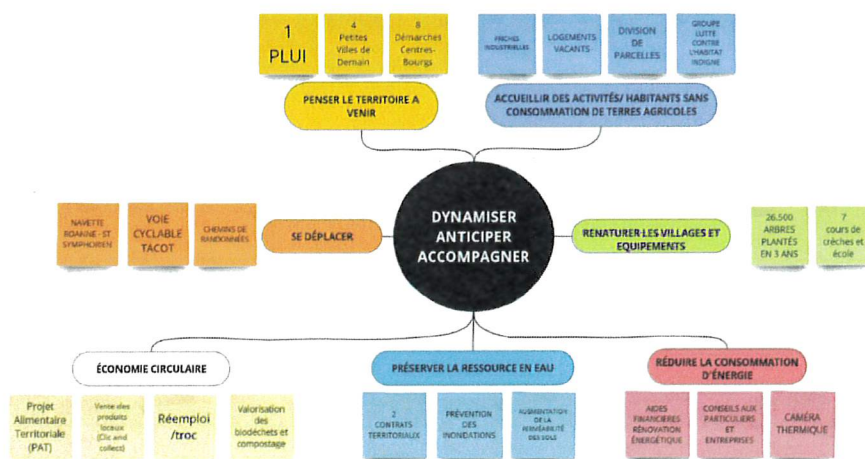 1
PLUI
4
Petites
Villes de
Demain
8
Démarches
Centres-
Bourgs
FRICHES
INDUSTRIELLES
LOGEMENTS
VACANTS
DIVISION
DE
PARCELLES
GROUPE
LUTTE
CONTRE
L'HABITAT
INDIGNE
PENSER LE TERRITOIRE A
VENIR
ACCUEILLIR DES ACTIVITÉS/ HABITANTS SANS
CONSOMMATION DE TERRES AGRICOLES
NAVETTE
ROANNE - ST
SYMPHORIEN
VOIE
CYCLABLE
TACOT
CHEMINS DE
RANDONNÉES
SE DÉPLACER
DYNAMISER
ANTICIPER
ACCOMPAGNER
RENATURER LES VILLAGES ET
EQUIPEMENTS
26.500
ARBRES
PLANTÉS
EN 3 ANS
7
cours de
crèches et
école
ÉCONOMIE CIRCULAIRE
PRÉSERVER LA RESSOURCE EN EAU
RÉDUIRE LA CONSOMMATION
D'ÉNERGIE
Projet
Alimentaire
Territoriale
(PAT)
Vente des
produits
locaux
(Clic and
collect)
Réemploi
/troc
Valorisation
des
biodéchets et
compostage
2
CONTRATS
TERRITORIAUX
PRÉVENTION
DES
INONDATIONS
AUGMENTATION
DE LA
PERMÉABILITÉ
DES SOLS
AIDES
FINANCIÈRES
RÉNOVATION
ÉNERGÉTIQUE
CONSEILS AUX
PARTICULIERS
ET
ENTREPRISES
CAMÉRA
THERMIQUE